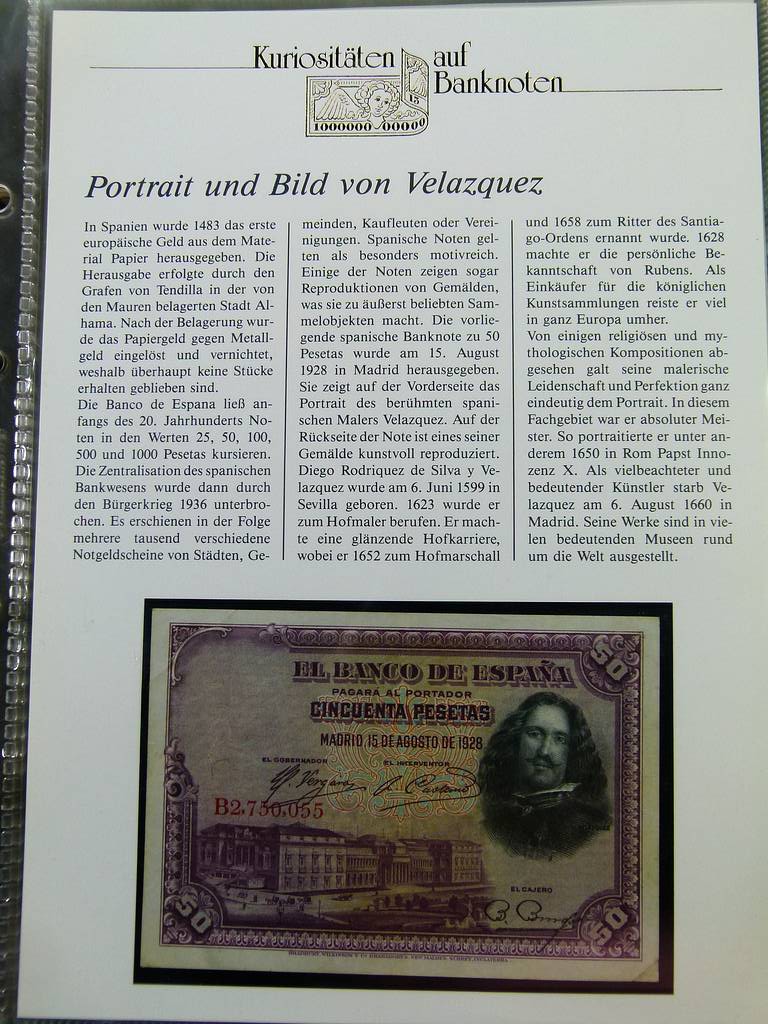 Kuriositäten auf
Banknoten
15
1000000 00000
Portrait und Bild von Velazquez
In Spanien wurde 1483 das erste
europäische Geld aus dem Mate-
rial Papier herausgegeben. Die
Herausgabe erfolgte durch den
Grafen von Tendilla in der von
den Mauren belagerten Stadt Al-
hama. Nach der Belagerung wur-
de das Papiergeld gegen Metall-
geld eingelöst und vernichtet,
weshalb überhaupt keine Stücke
erhalten geblieben sind.
Die Banco de Espana ließ an-
fangs des 20. Jahrhunderts No-
ten in den Werten 25, 50, 100,
500 und 1000 Pesetas kursieren.
Die Zentralisation des spanischen
Bankwesens wurde dann durch
den Bürgerkrieg 1936 unterbro-
chen. Es erschienen in der Folge
mehrere tausend verschiedene
Notgeldscheine von Städten, Ge-
meinden, Kaufleuten oder Verei-
nigungen. Spanische Noten gel-
ten als besonders motivreich.
Einige der Noten zeigen sogar
Reproduktionen von Gemälden,
was sie zu äußerst beliebten Sam-
melobjekten macht. Die vorlie-
gende spanische Banknote zu 50
Pesetas wurde am 15. August
1928 in Madrid herausgegeben.
Sie zeigt auf der Vorderseite das
Portrait des berühmten spani-
schen Malers Velazquez. Auf der
Rückseite der Note ist eines seiner
Gemälde kunstvoll reproduziert.
Diego Rodriquez de Silva y Ve-
lazquez wurde am 6. Juni 1599 in
Sevilla geboren. 1623 wurde er
zum Hofmaler berufen. Er mach-
te eine glänzende Hofkarriere,
wobei er 1652 zum Hofmarschall
und 1658 zum Ritter des Santia-
go-Ordens ernannt wurde. 1628
machte er die persönliche Be-
kanntschaft von Rubens. Als
Einkäufer für die königlichen
Kunstsammlungen reiste er viel
in ganz Europa umher.
Von einigen religiösen und my-
thologischen Kompositionen ab-
gesehen galt seine malerische
Leidenschaft und Perfektion ganz
eindeutig dem Portrait. In diesem
Fachgebiet war er absoluter Mei-
ster. So portraitierte er unter an-
derem 1650 in Rom Papst Inno-
zenz X. Als vielbeachteter und
bedeutender Künstler starb Ve-
lazquez am 6. August 1660 in
Madrid. Seine Werke sind in vie-
len bedeutenden Museen rund
um die Welt ausgestellt.
50
EL BANCO DE ESPAÑA
PAGARÁ AL PORTADOR
CINCUENTA PESETAS
MADRID, 15 DE AGOSTO DE 1928
EL GOBERNADOR EL INTERVENTOR
B2,750,055
EL CAJERO
50 50
BRADBURY, WILKINSON Y Ca GRABADORES, NEW MALDEN, SURREY, INGLATERRA